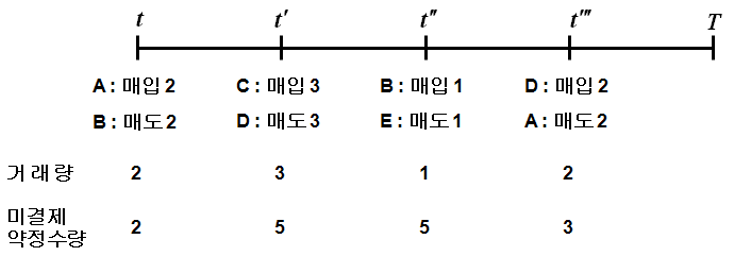 t t′ t″ t‴ T
A : 매입 2 C : 매입 3 B : 매입 1 D : 매입 2
B : 매도 2 D : 매도 3 E : 매도 1 A : 매도 2
거래량 2 3 1 2
미결제
약정수량 2 5 5 3